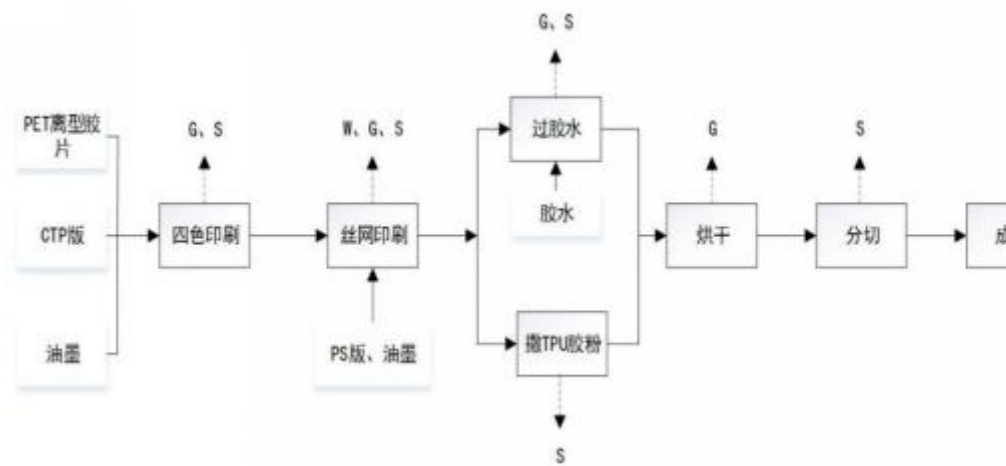 G、S
PET离型胶
片
G、S
W、G、S
过胶水
G
S
胶水
CTP版
四色印刷
丝网印刷
烘干
分切
成
油墨
PS版、油墨
撒TPU胶粉
S